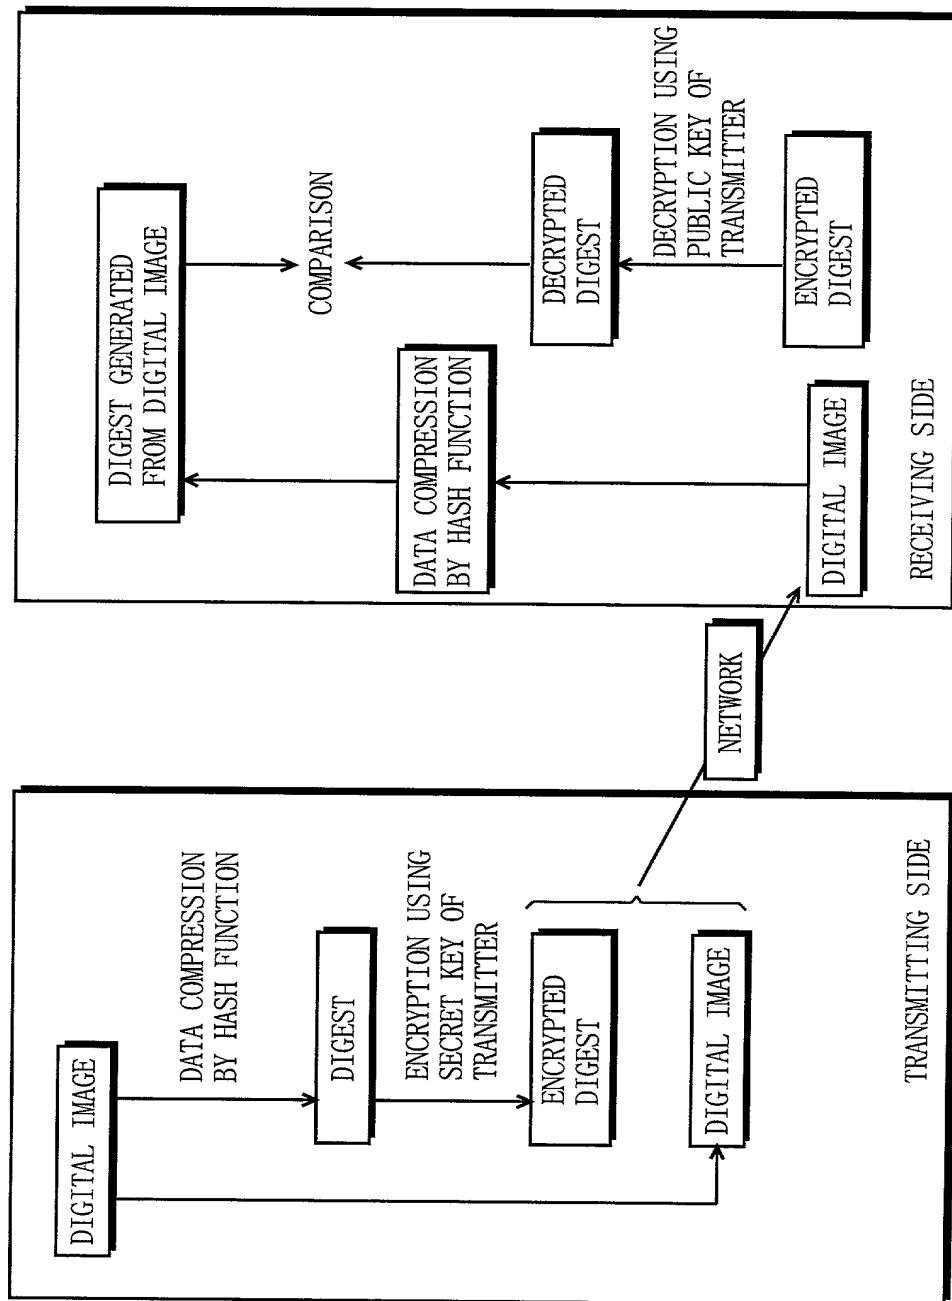 DIGITAL IMAGE
DATA COMPRESSION
BY HASH FUNCTION
DIGEST
ENCRYPTION USING
SECRET KEY OF
TRANSMITTER
ENCRYPTED
DIGEST
DIGITAL IMAGE
TRANSMITTING SIDE
NETWORK
DIGEST GENERATED
FROM DIGITAL IMAGE
COMPARISON
DATA COMPRESSION
BY HASH FUNCTION
DECRYPTED
DIGEST
DECRYPTION USING
PUBLIC KEY OF
TRANSMITTER
DIGITAL IMAGE
ENCRYPTED
DIGEST
RECEIVING SIDE